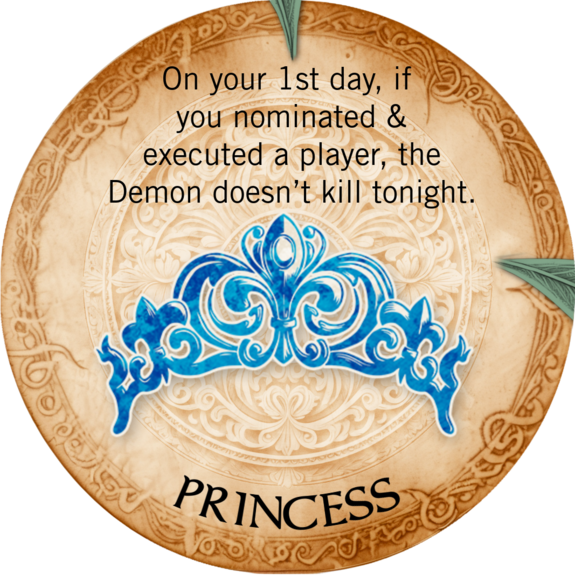 On your 1st day, if
you nominated &
executed a player, the
Demon doesn't kill tonight.
PRINCESS